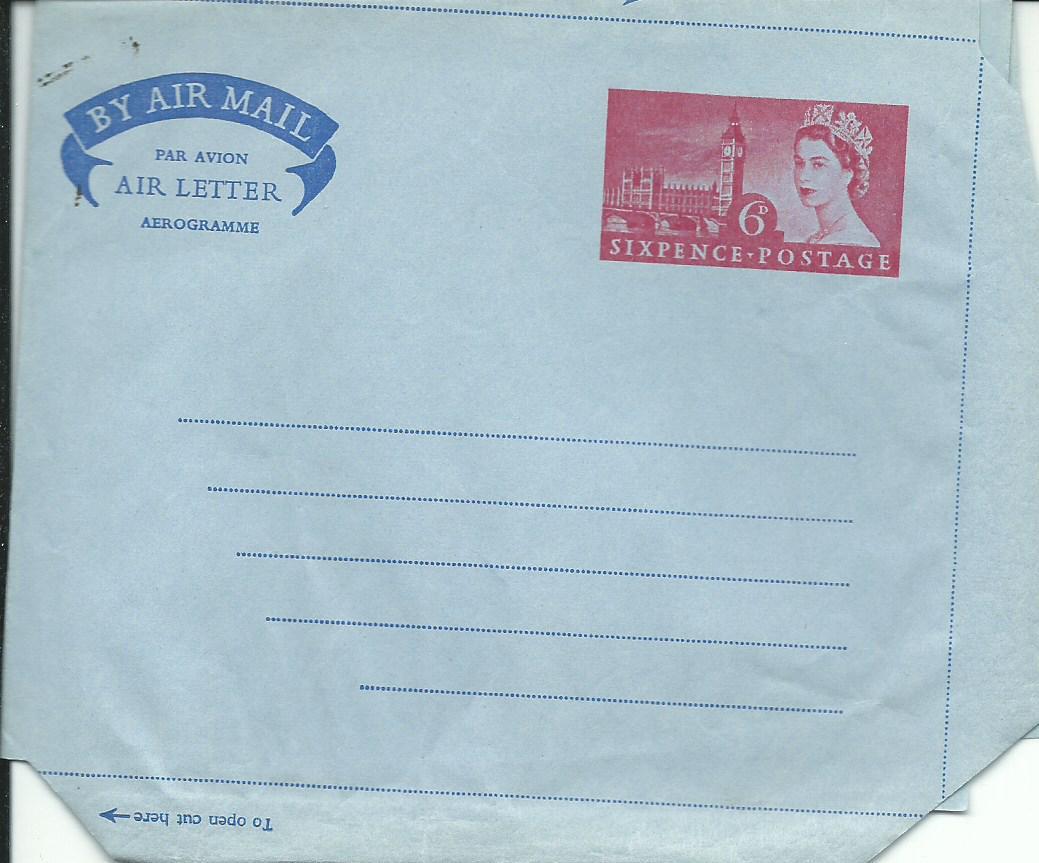 BY AIR MAIL
PAR AVION
AIR LETTER
AEROGRAMME
6D
SIXPENCE·POSTAGE
To open cut here